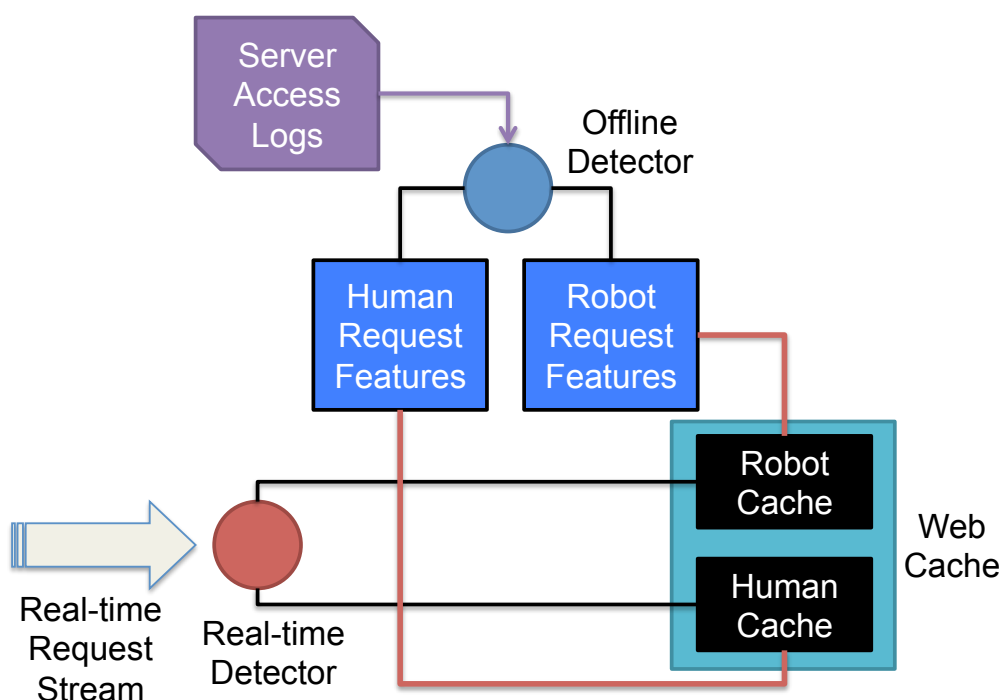 Server
Access
Logs
Offline
Detector
Human
Request
Features
Robot
Request
Features
Robot
Cache
Web
Cache
Human
Cache
Real-time
Request
Stream
Real-time
Detector